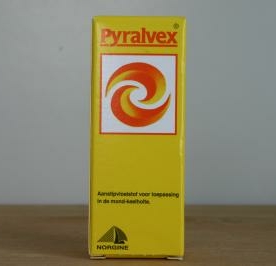 Pyralvex®
Aanstipvloeistof voor toepassing
in de mond-keelholte.
NORGINE